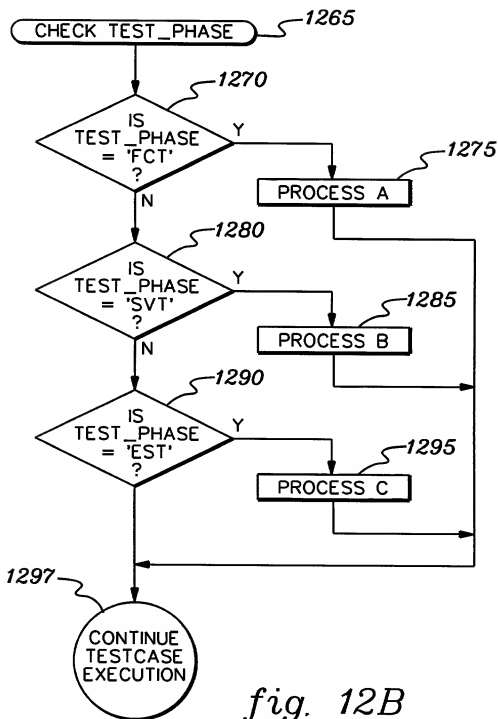 CHECK TEST_PHASE
1265
1270
IS
TEST_PHASE
= 'FCT'
?
Y
N
1275
PROCESS A
1280
IS
TEST_PHASE
= 'SVT'
?
Y
N
1285
PROCESS B
1290
IS
TEST_PHASE
= 'EST'
?
Y
1295
PROCESS C
1297
CONTINUE
TESTCASE
EXECUTION
fig. 12B